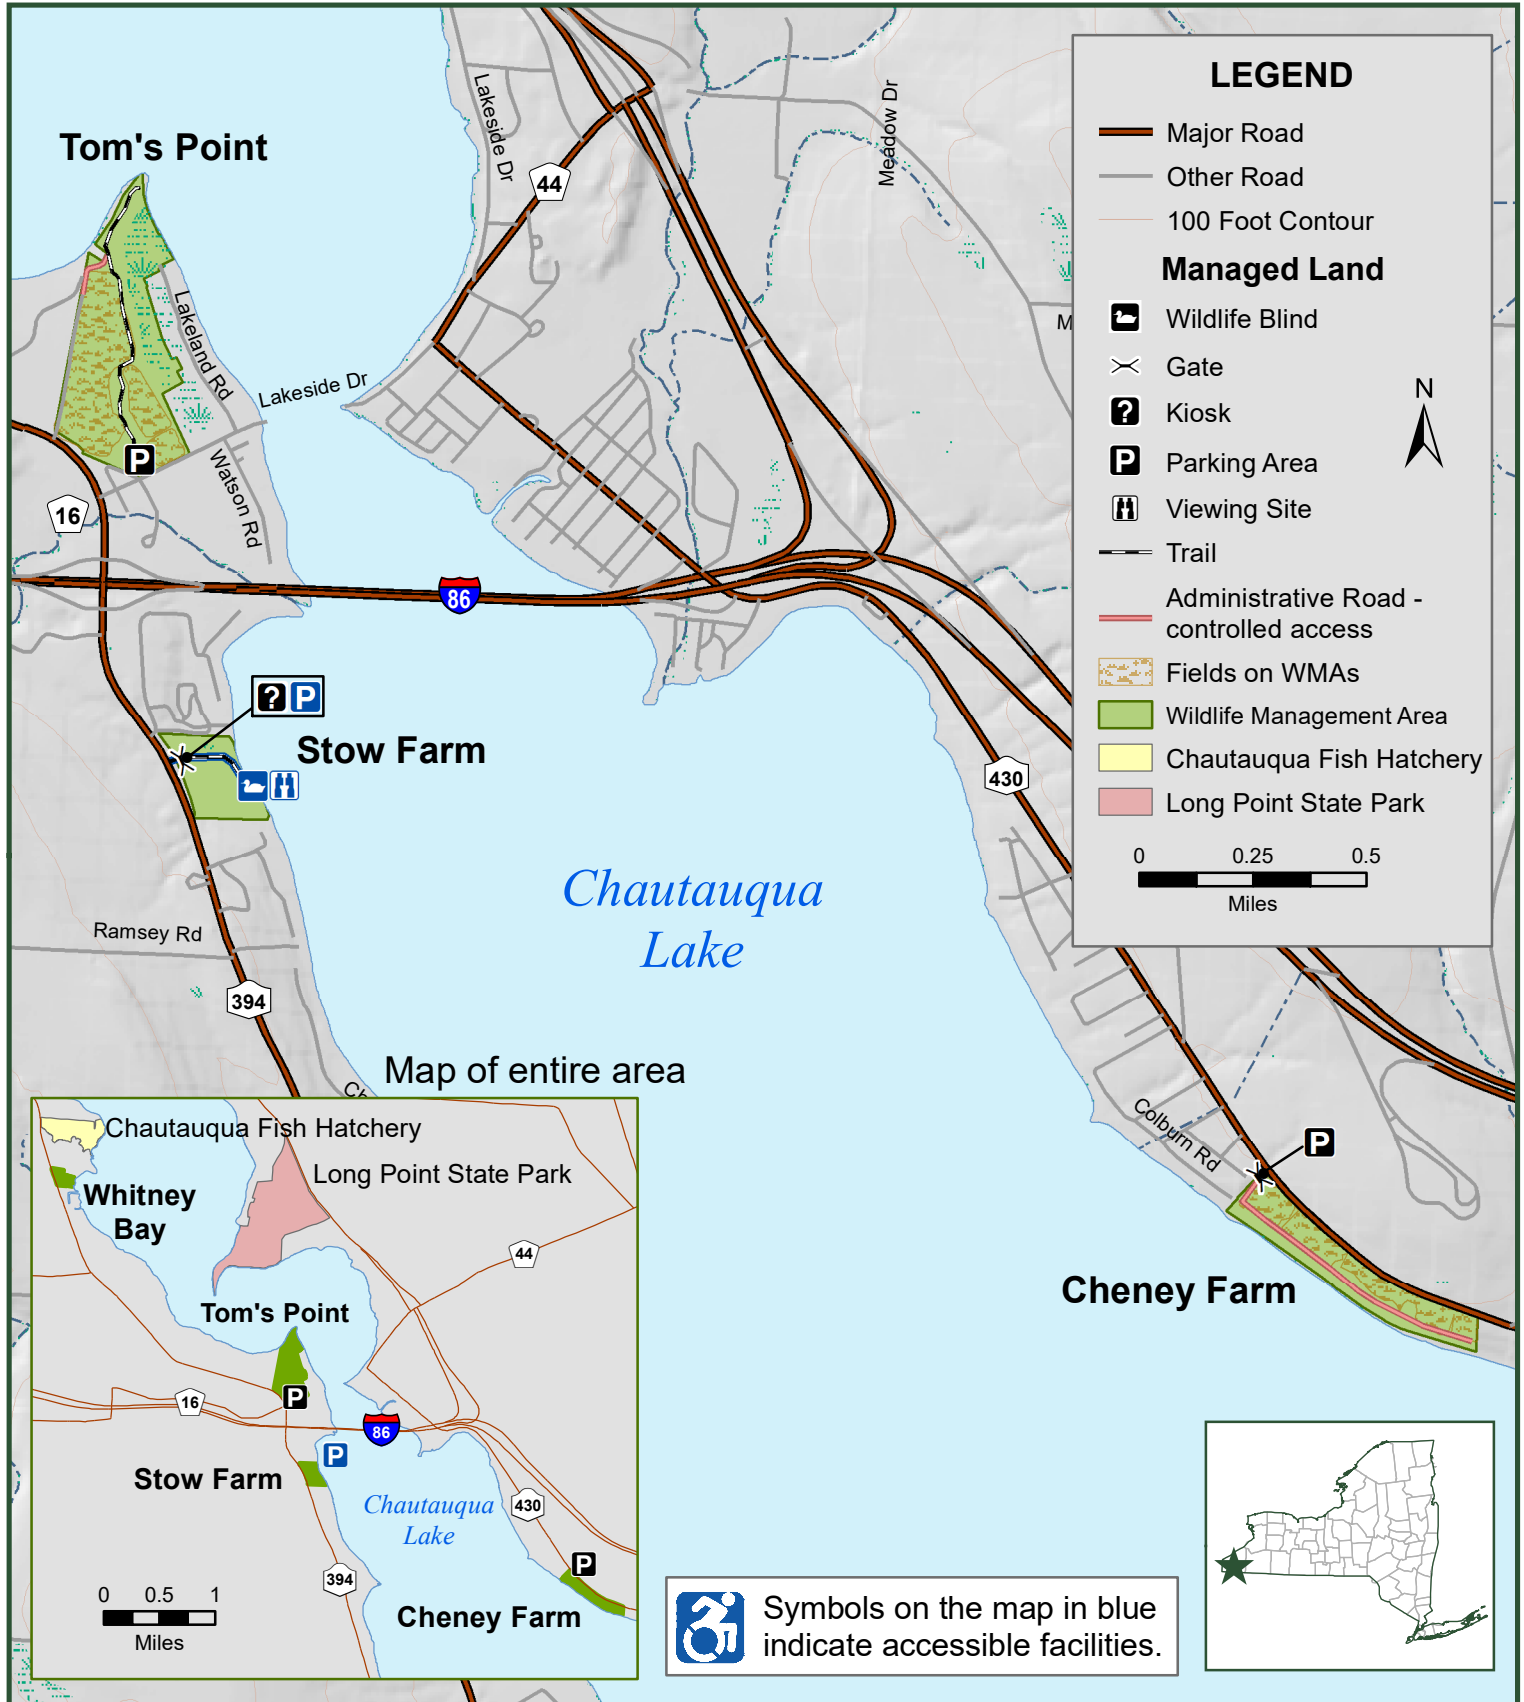 Tom's Point
Lakeside Dr
44
Meadow Dr
Lakeland Rd
Lakeside Dr
Watson Rd
16
86
Stow Farm
430
Chautauqua
Lake
Ramsey Rd
394
Ch
M
Colburn Rd
P
Cheney Farm
P
?
P
LEGEND
Major Road
Other Road
100 Foot Contour
Managed Land
Wildlife Blind
Gate
?
Kiosk
P
Parking Area
Viewing Site
Trail
Administrative Road -
controlled access
Fields on WMAs
Wildlife Management Area
Chautauqua Fish Hatchery
Long Point State Park
N
0 0.25 0.5
Miles
Map of entire area
Chautauqua Fish Hatchery
Long Point State Park
Whitney
Bay
44
Tom's Point
P
16
86
P
Stow Farm
Chautauqua
Lake
430
P
394
Cheney Farm
0 0.5 1
Miles
Symbols on the map in blue
indicate accessible facilities.